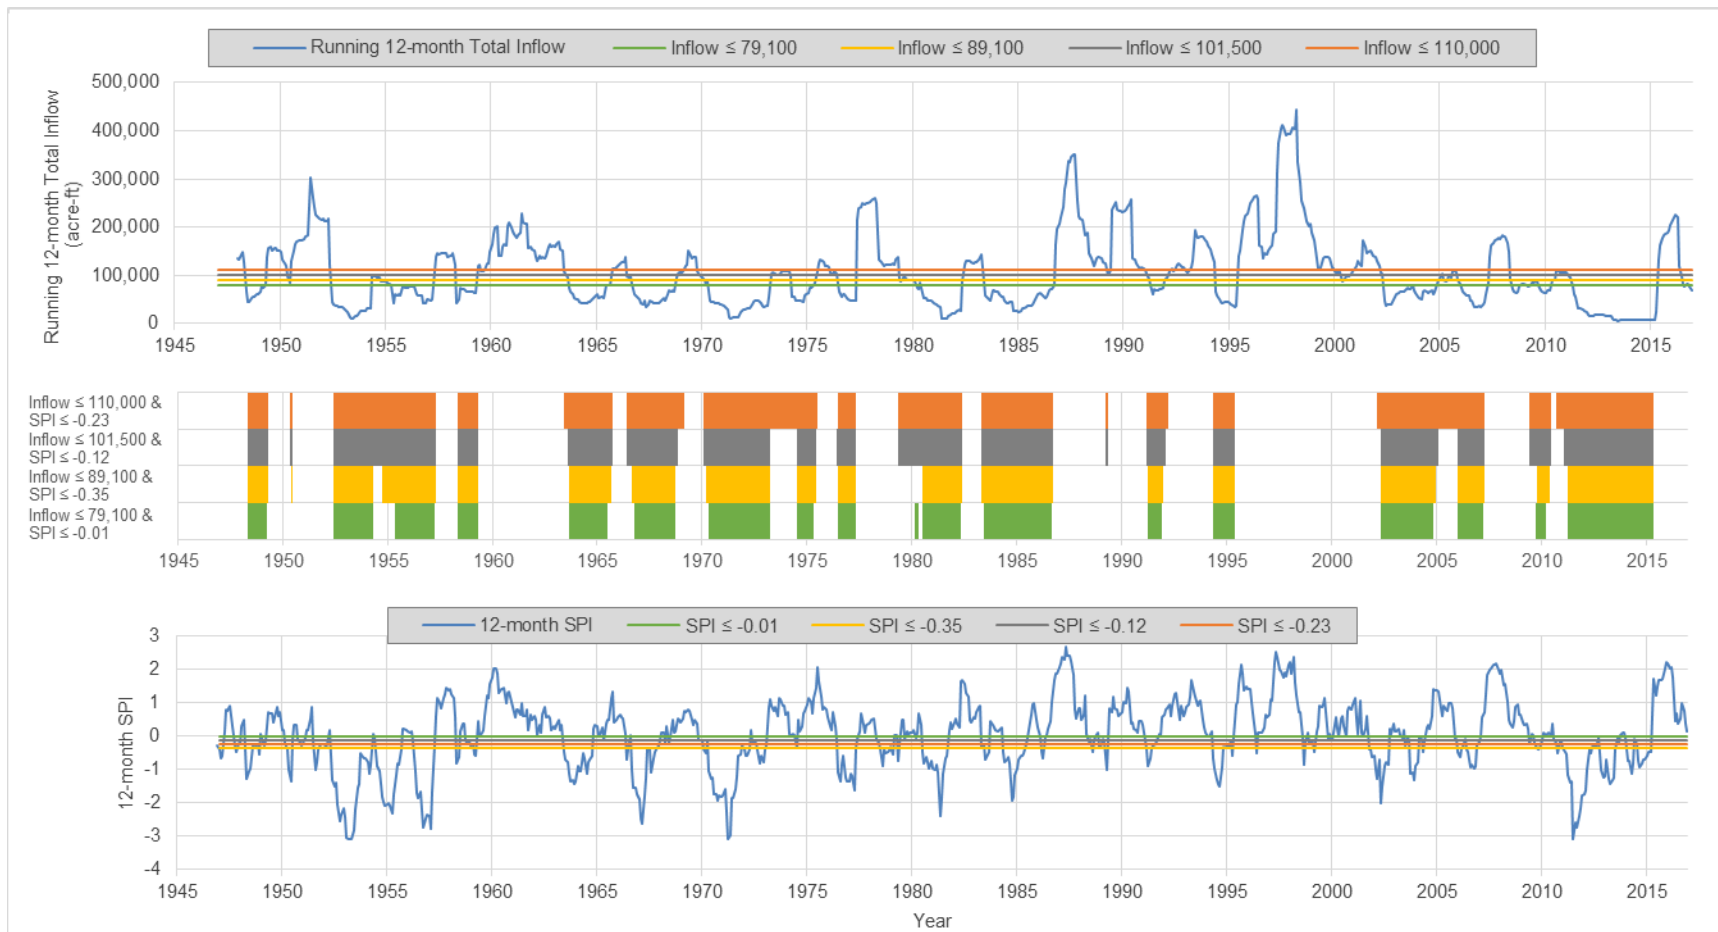 Running 12-month Total Inflow Inflow ≤ 79,100 Inflow ≤ 89,100 Inflow ≤ 101,500 Inflow ≤ 110,000
Running 12-month Total Inflow
(acre-ft)
500,000
400,000
300,000
200,000
100,000
0
1945 1950 1955 1960 1965 1970 1975 1980 1985 1990 1995 2000 2005 2010 2015
Inflow ≤ 110,000 &
SPI ≤ -0.23
Inflow ≤ 101,500 &
SPI ≤ -0.12
Inflow ≤ 89,100 &
SPI ≤ -0.35
Inflow ≤ 79,100 &
SPI ≤ -0.01
1945 1950 1955 1960 1965 1970 1975 1980 1985 1990 1995 2000 2005 2010 2015
12-month SPI SPI ≤ -0.01 SPI ≤ -0.35 SPI ≤ -0.12 SPI ≤ -0.23
12-month SPI
3
2
1
0
-1
-2
-3
-4
1945 1950 1955 1960 1965 1970 1975 1980 1985 1990 1995 2000 2005 2010 2015
Year